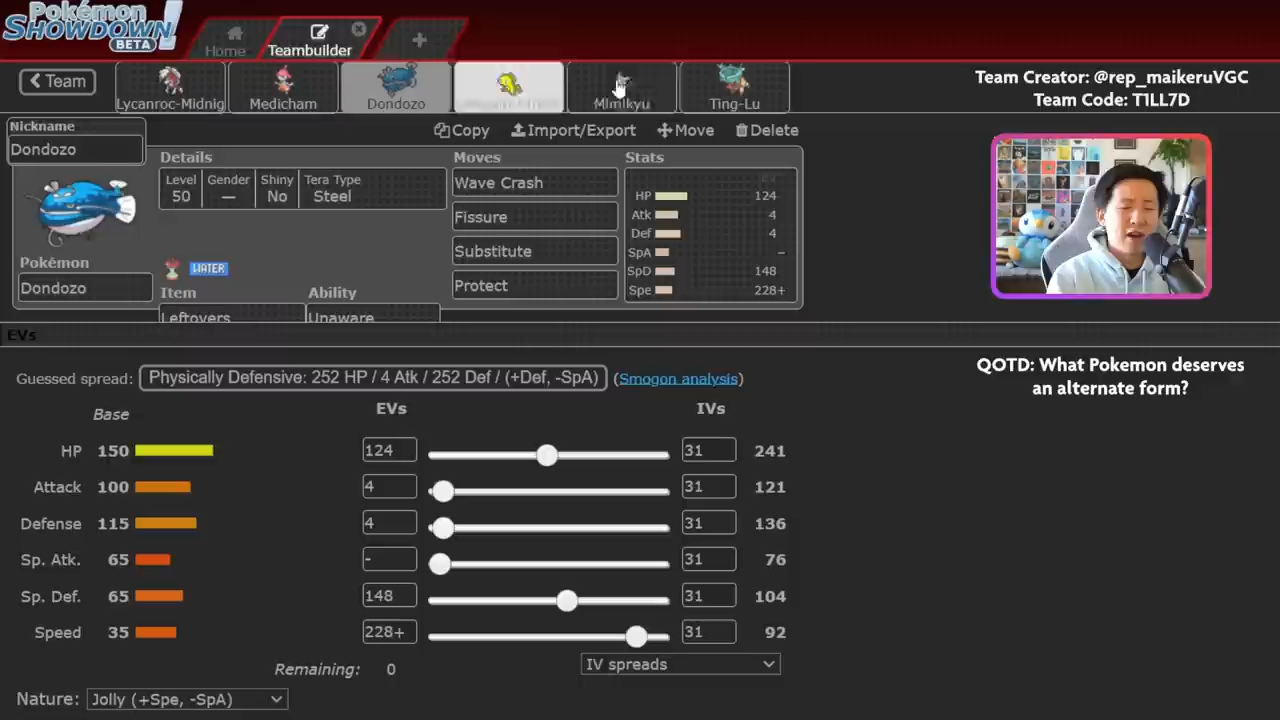 Pokémon
SHOWDOWN!
BETA
Home
Teambuilder
Team
Lycanroc-Midnig
Medicham
Dondozo
Mimikyu
Ting-Lu
Team Creator: @rep_maikeruVGC
Team Code: T1LL7D
Copy
Import/Export
Move
Delete
Nickname
Dondozo
Details
Level
50
Gender
—
Shiny
No
Tera Type
Steel
Moves
Wave Crash
Fissure
Substitute
Protect
Stats
HP 124
Atk 4
Def 4
SpA –
SpD 148
Spe 228+
WATER
Pokémon
Dondozo
Item
Leftovers
Ability
Unaware
EVs
Guessed spread: Physically Defensive: 252 HP / 4 Atk / 252 Def / (+Def, -SpA) (Smogon analysis)
QOTD: What Pokemon deserves
an alternate form?
Base EVs IVs
HP 150 124 31 241
Attack 100 4 31 121
Defense 115 4 31 136
Sp. Atk. 65 - 31 76
Sp. Def. 65 148 31 104
Speed 35 228+ 31 92
Remaining: 0
IV spreads
Nature: Jolly (+Spe, -SpA)